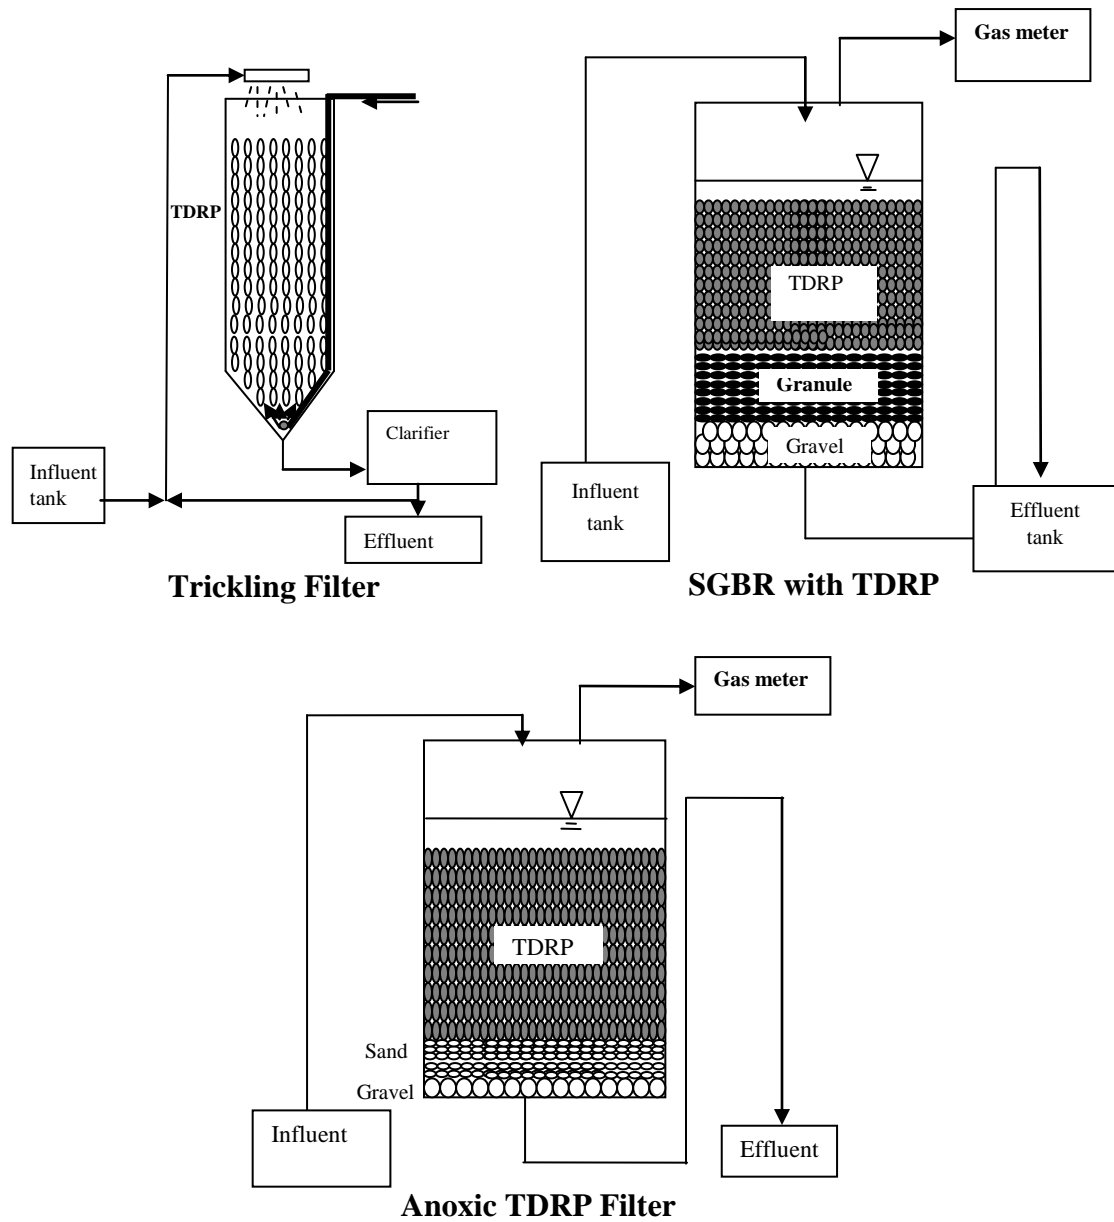 Gas meter
TDRP
TDRP
Granule
Gravel
Clarifier
Influent
tank
Effluent
Influent
tank
Effluent
tank
Trickling Filter
SGBR with TDRP
Gas meter
TDRP
Sand
Gravel
Influent
Effluent
Anoxic TDRP Filter